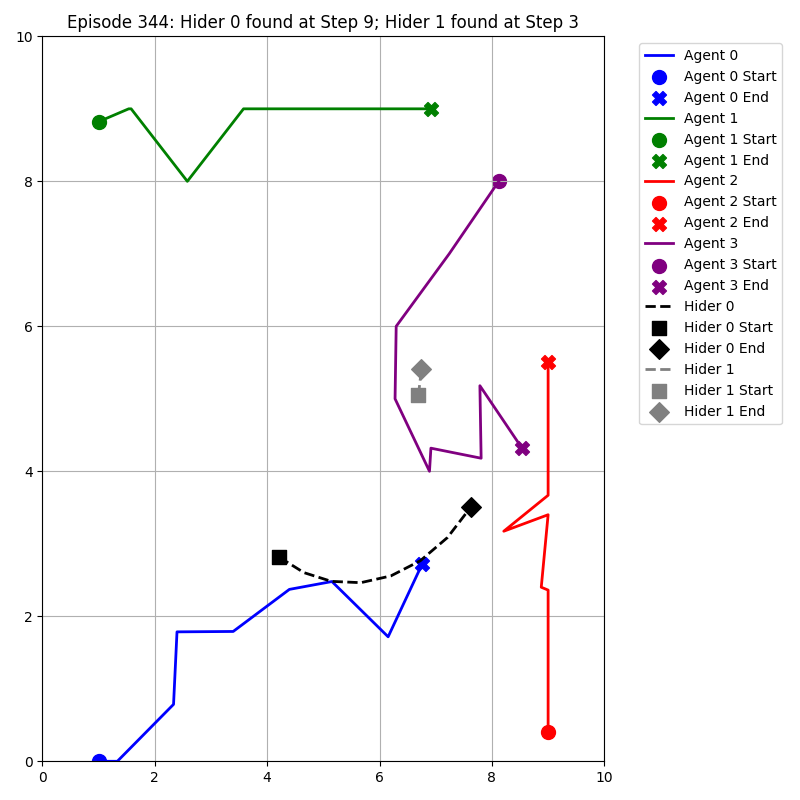 Episode 344: Hider 0 found at Step 9; Hider 1 found at Step 3
10
8
6
4
2
0
0 2 4 6 8 10
Agent 0
Agent 0 Start
Agent 0 End
Agent 1
Agent 1 Start
Agent 1 End
Agent 2
Agent 2 Start
Agent 2 End
Agent 3
Agent 3 Start
Agent 3 End
Hider 0
Hider 0 Start
Hider 0 End
Hider 1
Hider 1 Start
Hider 1 End